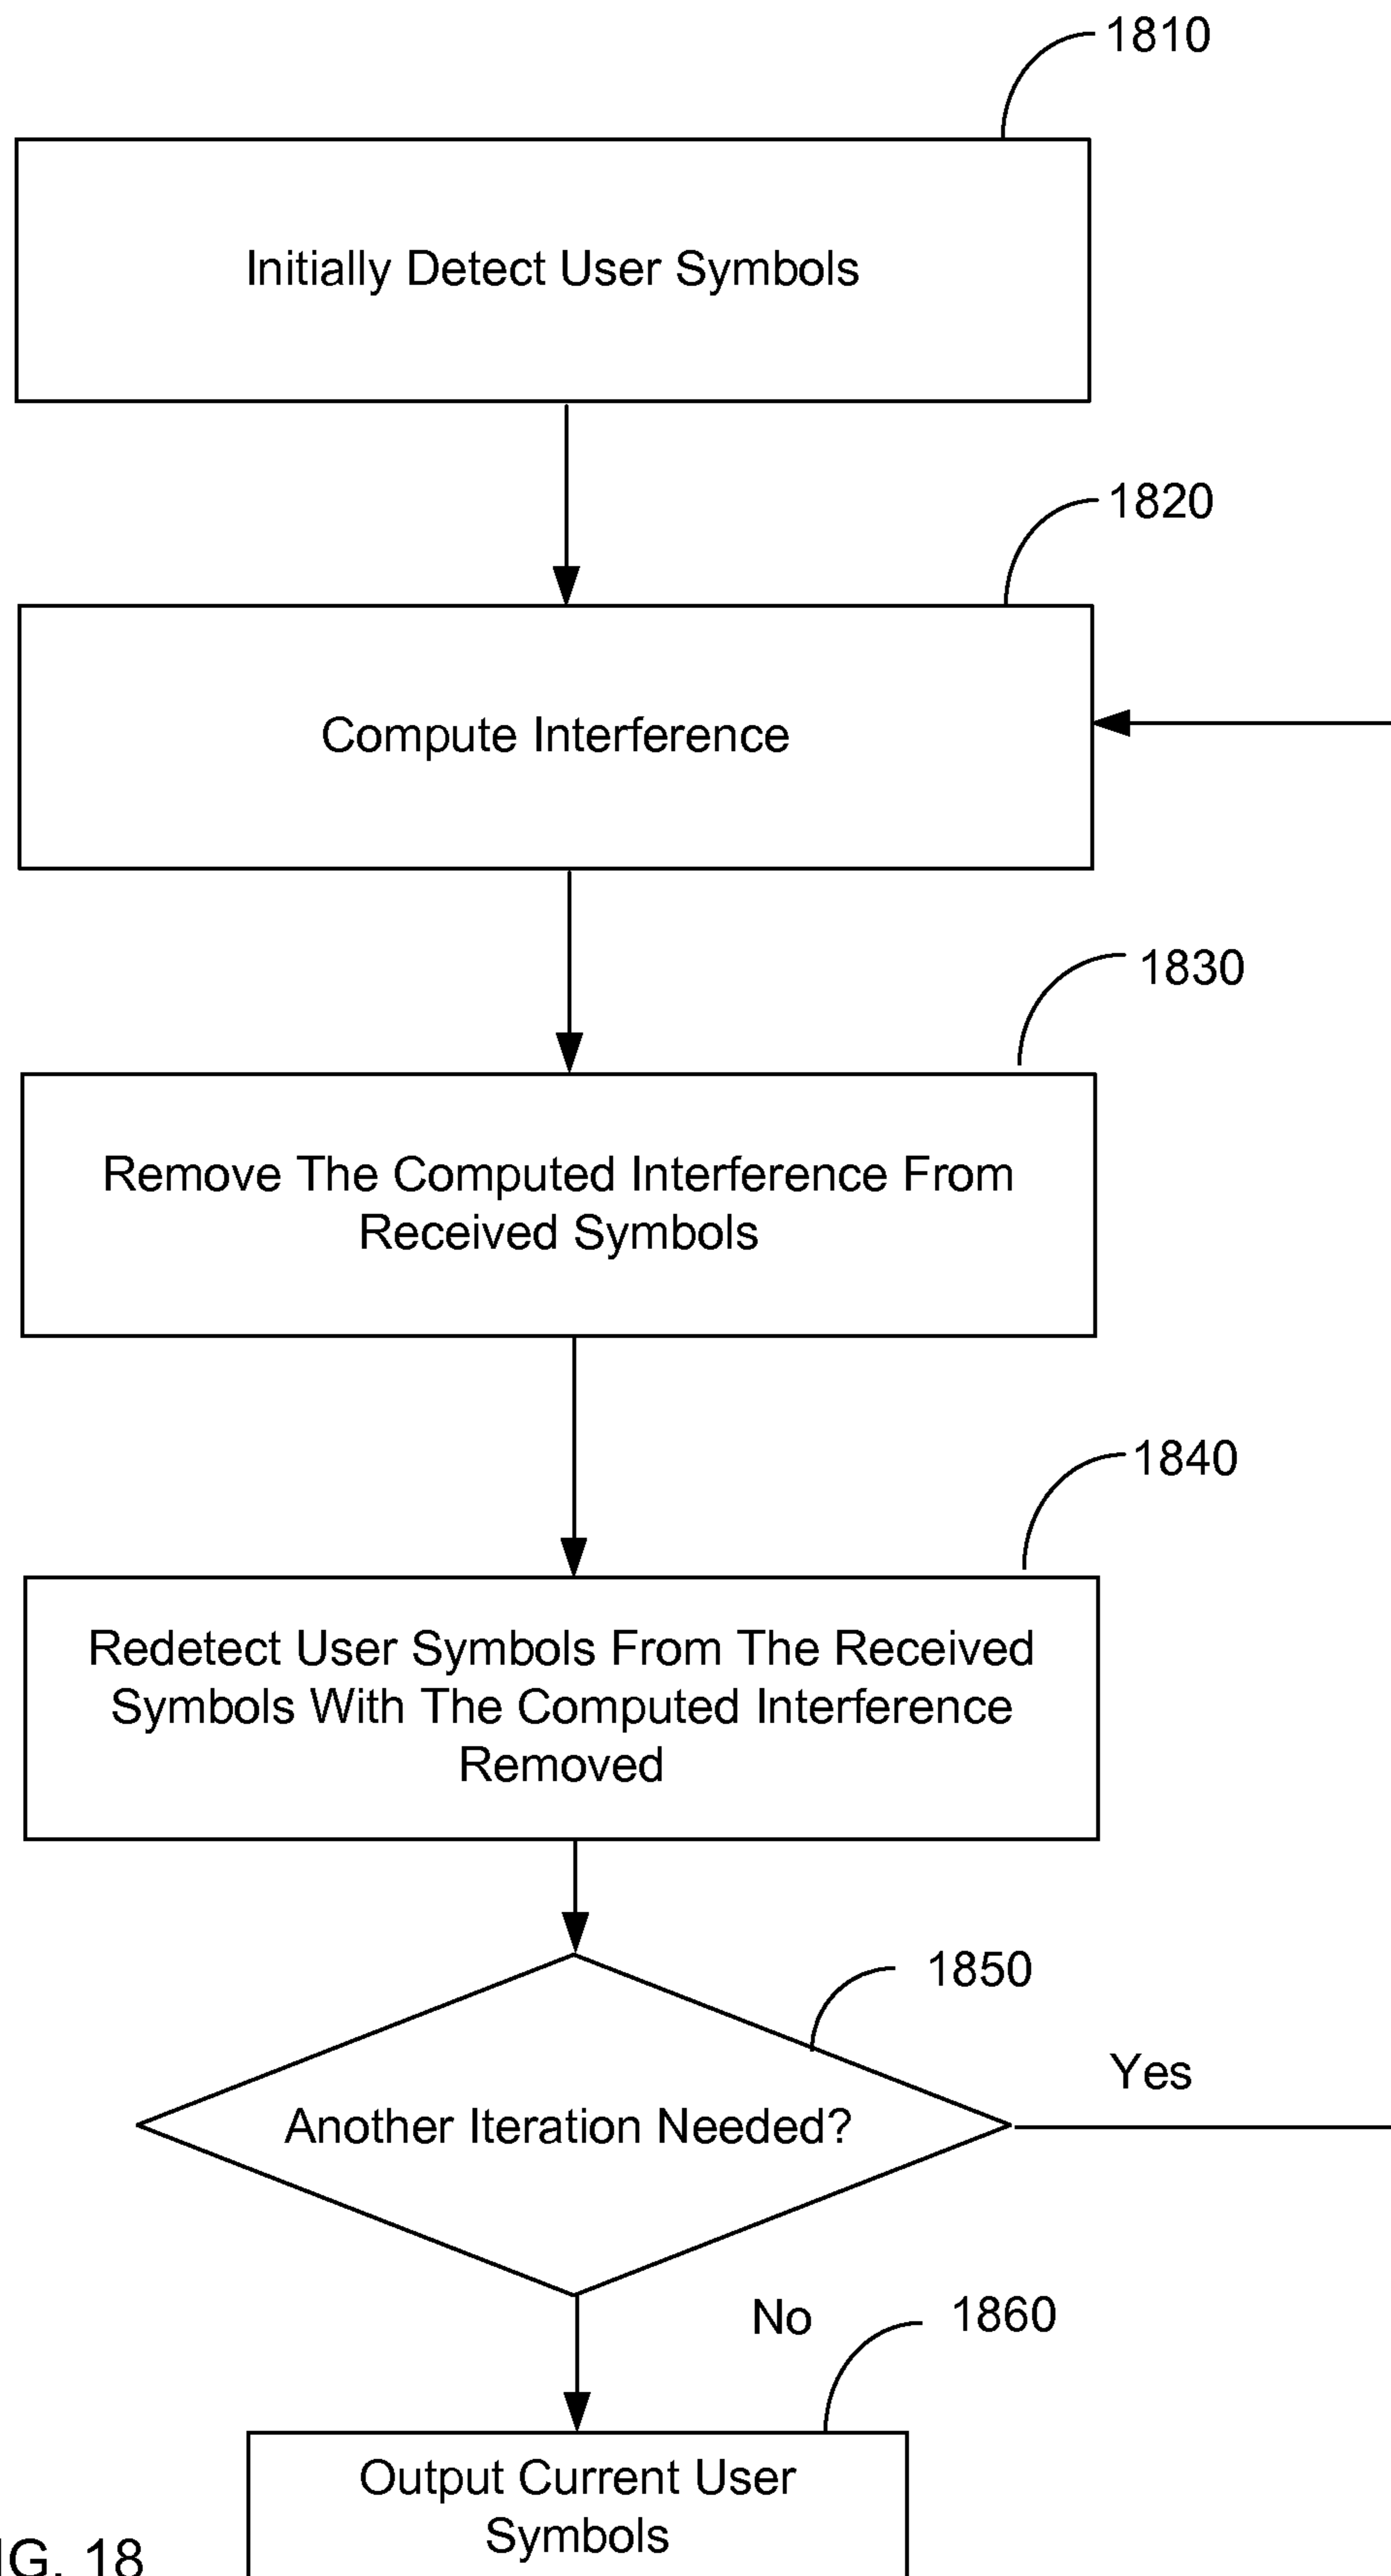 1810
Initially Detect User Symbols
1820
Compute Interference
1830
Remove The Computed Interference From
Received Symbols
1840
Redetect User Symbols From The Received
Symbols With The Computed Interference
Removed
1850
Yes
Another Iteration Needed?
No
1860
Output Current User
Symbols
IG. 18